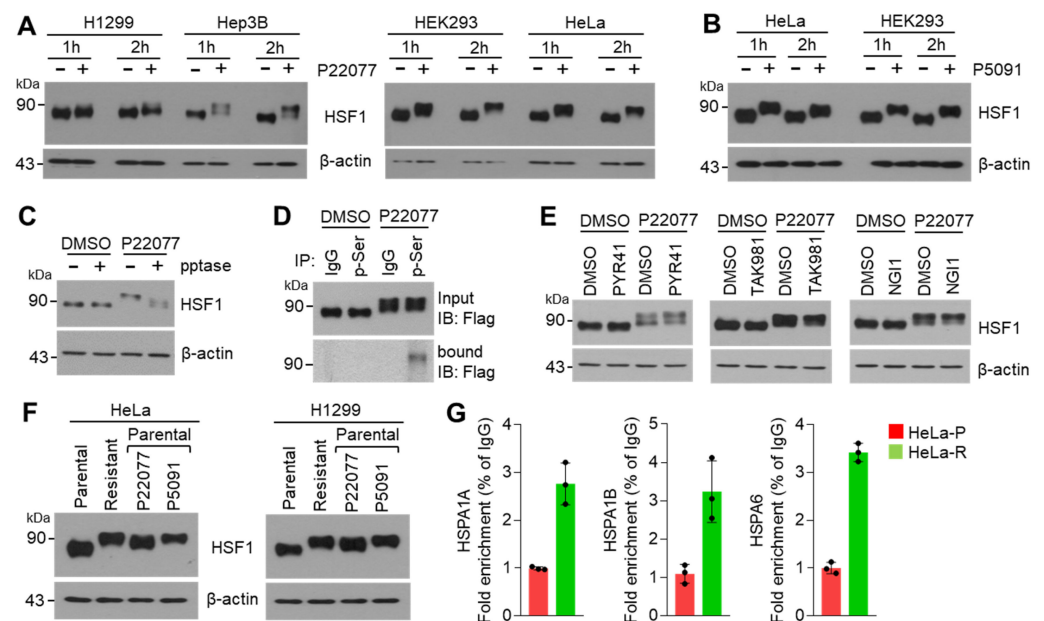 A
H1299 Hep3B HEK293 HeLa
1h 2h 1h 2h 1h 2h 1h 2h
– + – + – + – + P22077 – + – + – + – +
kDa
90 HSF1
43 β-actin
B
HeLa HEK293
1h 2h 1h 2h
– + – + – + – + P5091
kDa
90 HSF1
43 β-actin
C
DMSO P22077
– + – + pptase
kDa
90 HSF1
43 β-actin
D
DMSO P22077
IP: IgG p-Ser IgG p-Ser
kDa
90 Input
IB: Flag
90 bound
IB: Flag
E
DMSO P22077 DMSO P22077 DMSO P22077
DMSO PYR41 DMSO PYR41 DMSO TAK981 DMSO TAK981 DMSO NGI1 DMSO NGI1
kDa
90 HSF1
43 β-actin
F
HeLa H1299
Parental Parental
Parental Resistant P22077 P5091 Parental Resistant P22077 P5091
kDa
90 HSF1
43 β-actin
G
HSPA1A
Fold enrichment (% of IgG)
4
3
2
1
0
HSPA1B
Fold enrichment (% of IgG)
5
4
3
2
1
0
HSPA6
Fold enrichment (% of IgG)
4
3
2
1
0
HeLa-P
HeLa-R